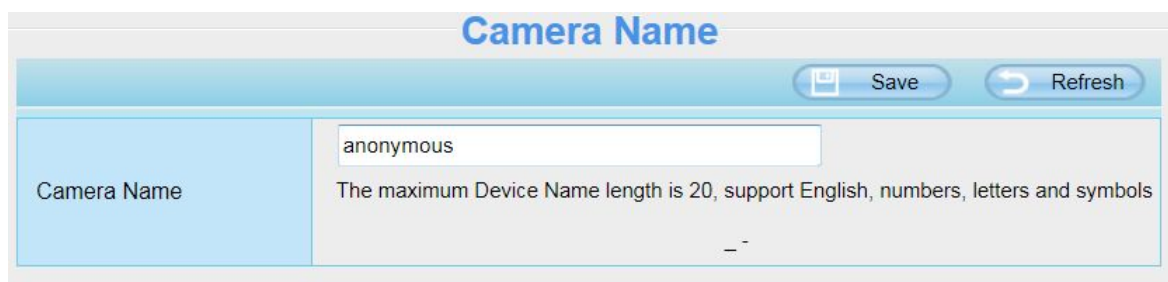 Camera Name
Save Refresh
anonymous
Camera Name
The maximum Device Name length is 20, support English, numbers, letters and symbols
_ -